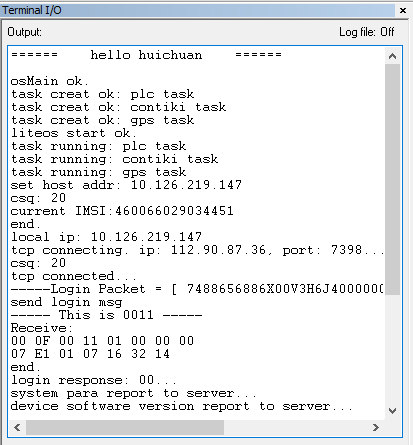 Terminal I/O
Output: Log file: Off
====== hello huichuan ======
osMain ok.
task creat ok: plc task
task creat ok: contiki task
task creat ok: gps task
liteos start ok.
task running: plc task
task running: contiki task
task running: gps task
set host addr: 10.126.219.147
csq: 20
current IMSI:460066029034451
end.
local ip: 10.126.219.147
tcp connecting. ip: 112.90.87.36, port: 7398...
csq: 20
tcp connected...
-----Login Packet = [ 7488656886X00V3H6J4000000
send login msg
----- This is 0011 -----
Receive:
00 0F 00 11 01 00 00 00
07 E1 01 07 16 32 14
end.
login response: 00...
system para report to server...
device software version report to server...